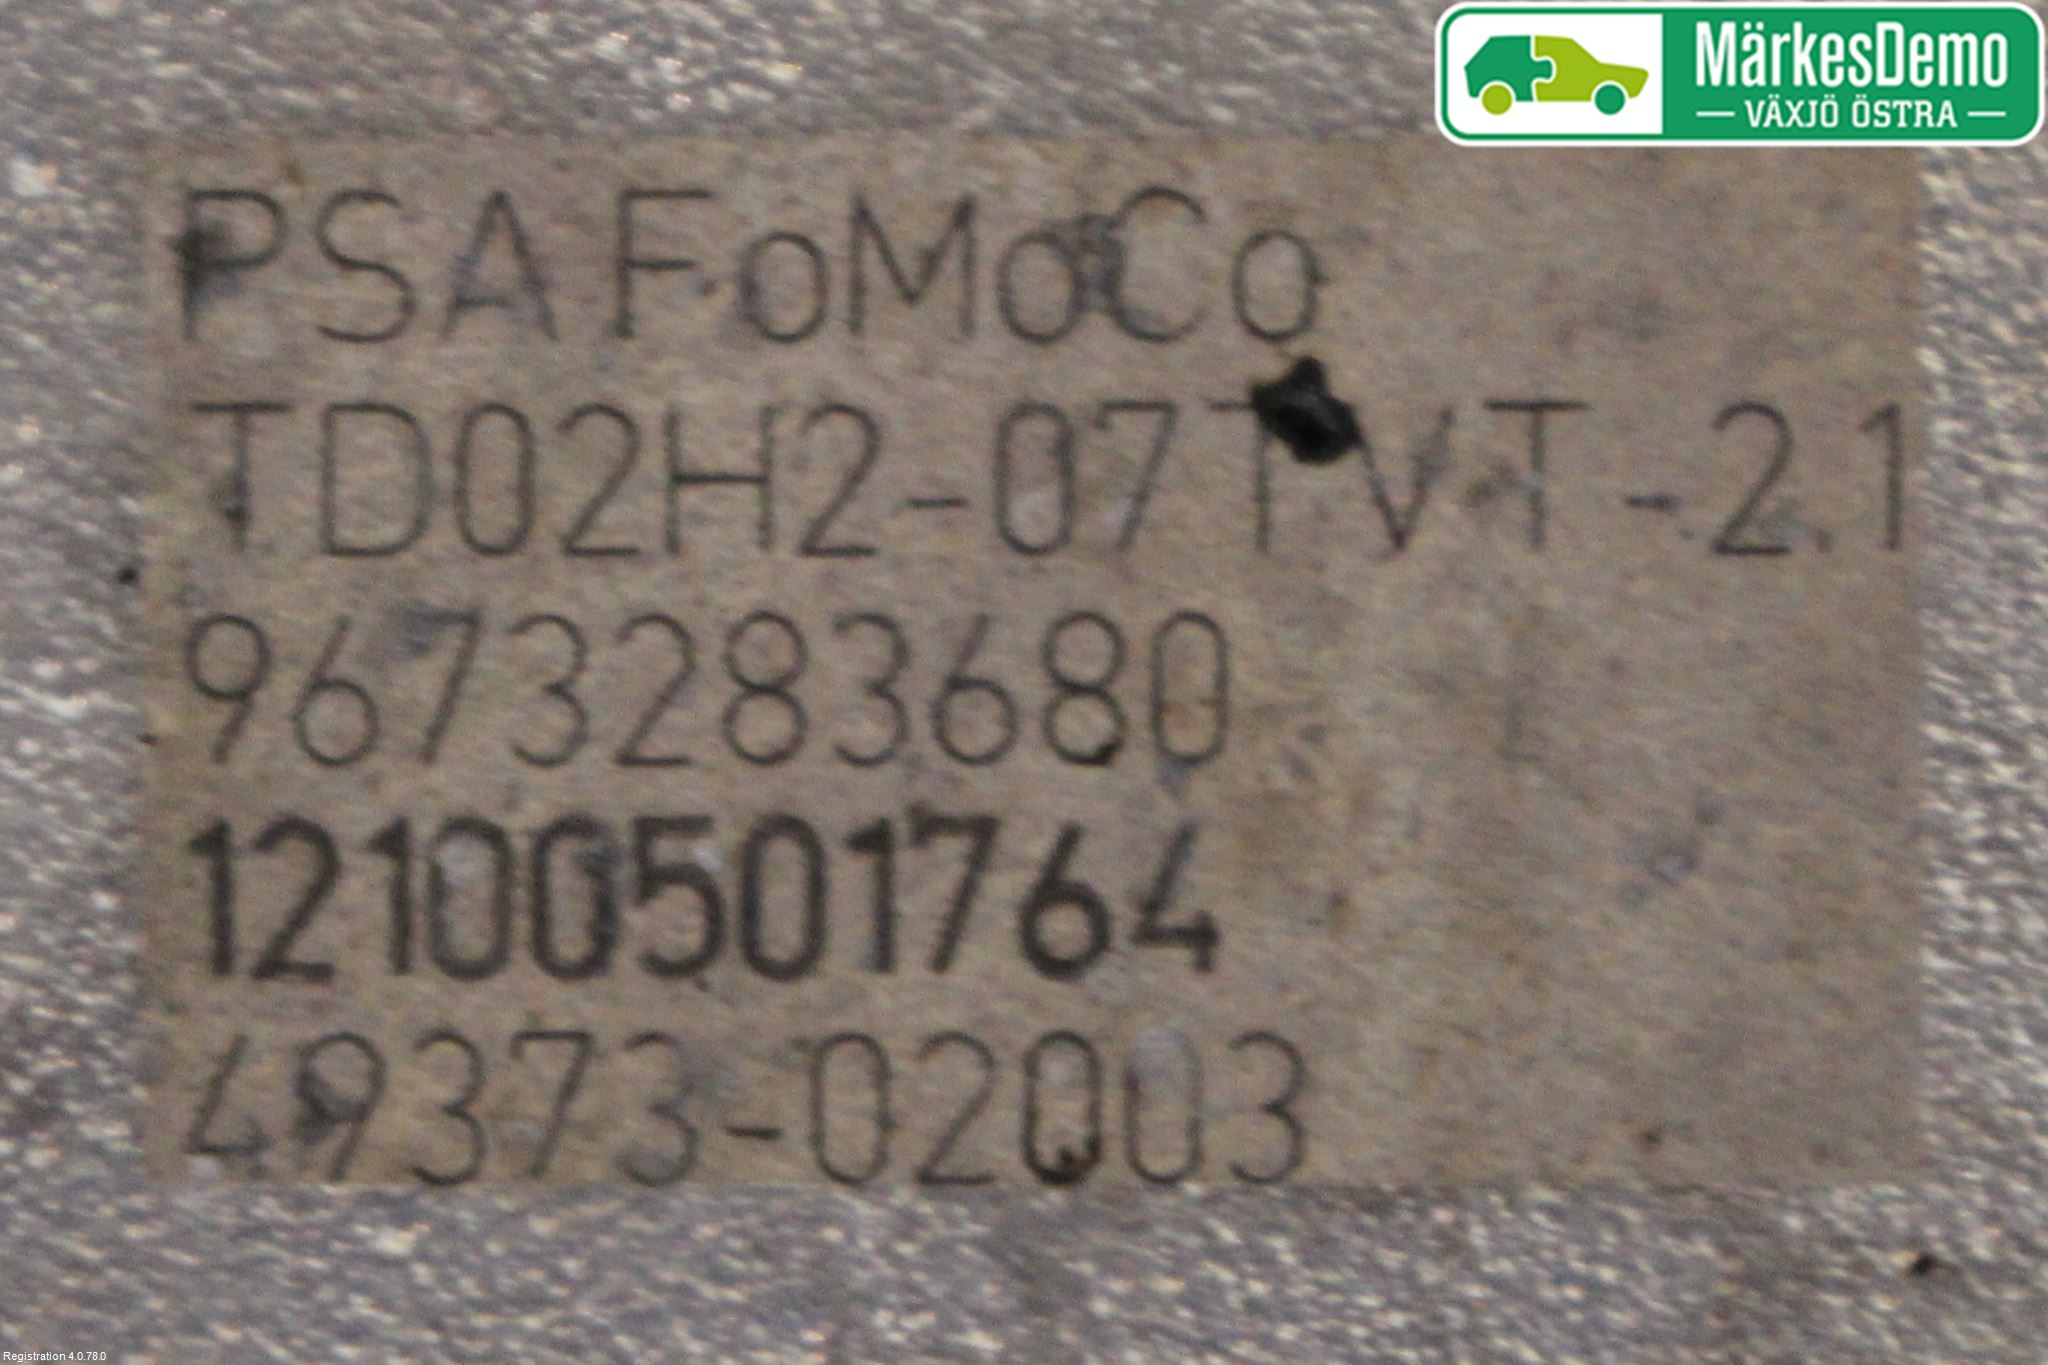 MärkesDemo
— VÄXJÖ ÖSTRA —
PSA FoMoCo
TD02H2-07TVT-2.1
9673283680
12100501764
49373-02003
Registration 4.0.78.0